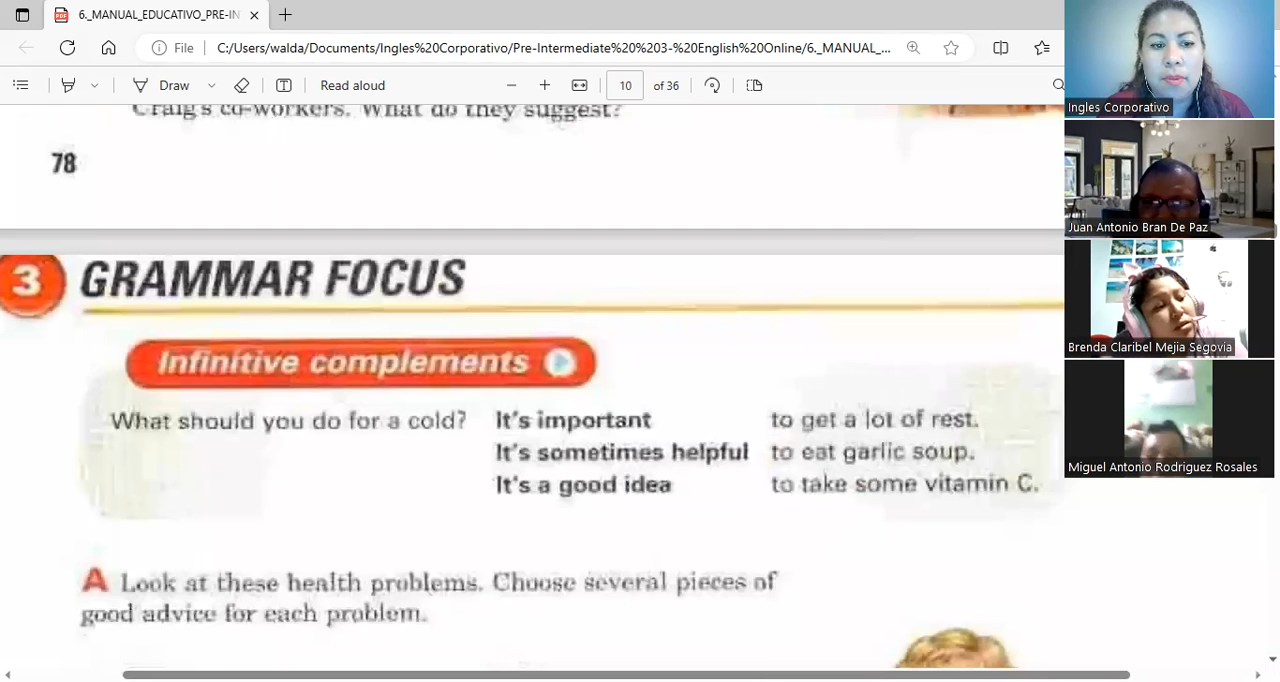 6._MANUAL_EDUCATIVO_PRE-IN
File
C:/Users/walda/Documents/Ingles%20Corporativo/Pre-Intermediate%20%203-%20English%20Online/6._MANUAL_...
Draw
Read aloud
10 of 36
Craig's co-workers. What do they suggest?
78
3 GRAMMAR FOCUS
Infinitive complements
What should you do for a cold? It's important to get a lot of rest.
It's sometimes helpful to eat garlic soup.
It's a good idea to take some vitamin C.
A Look at these health problems. Choose several pieces of
good advice for each problem.
Ingles Corporativo
Juan Antonio Bran De Paz
Brenda Claribel Mejia Segovia
Miguel Antonio Rodriguez Rosales